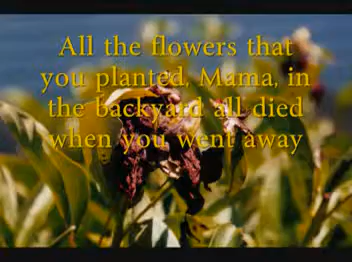 All the flowers that
you planted, Mama, in
the backyard all died
when you went away